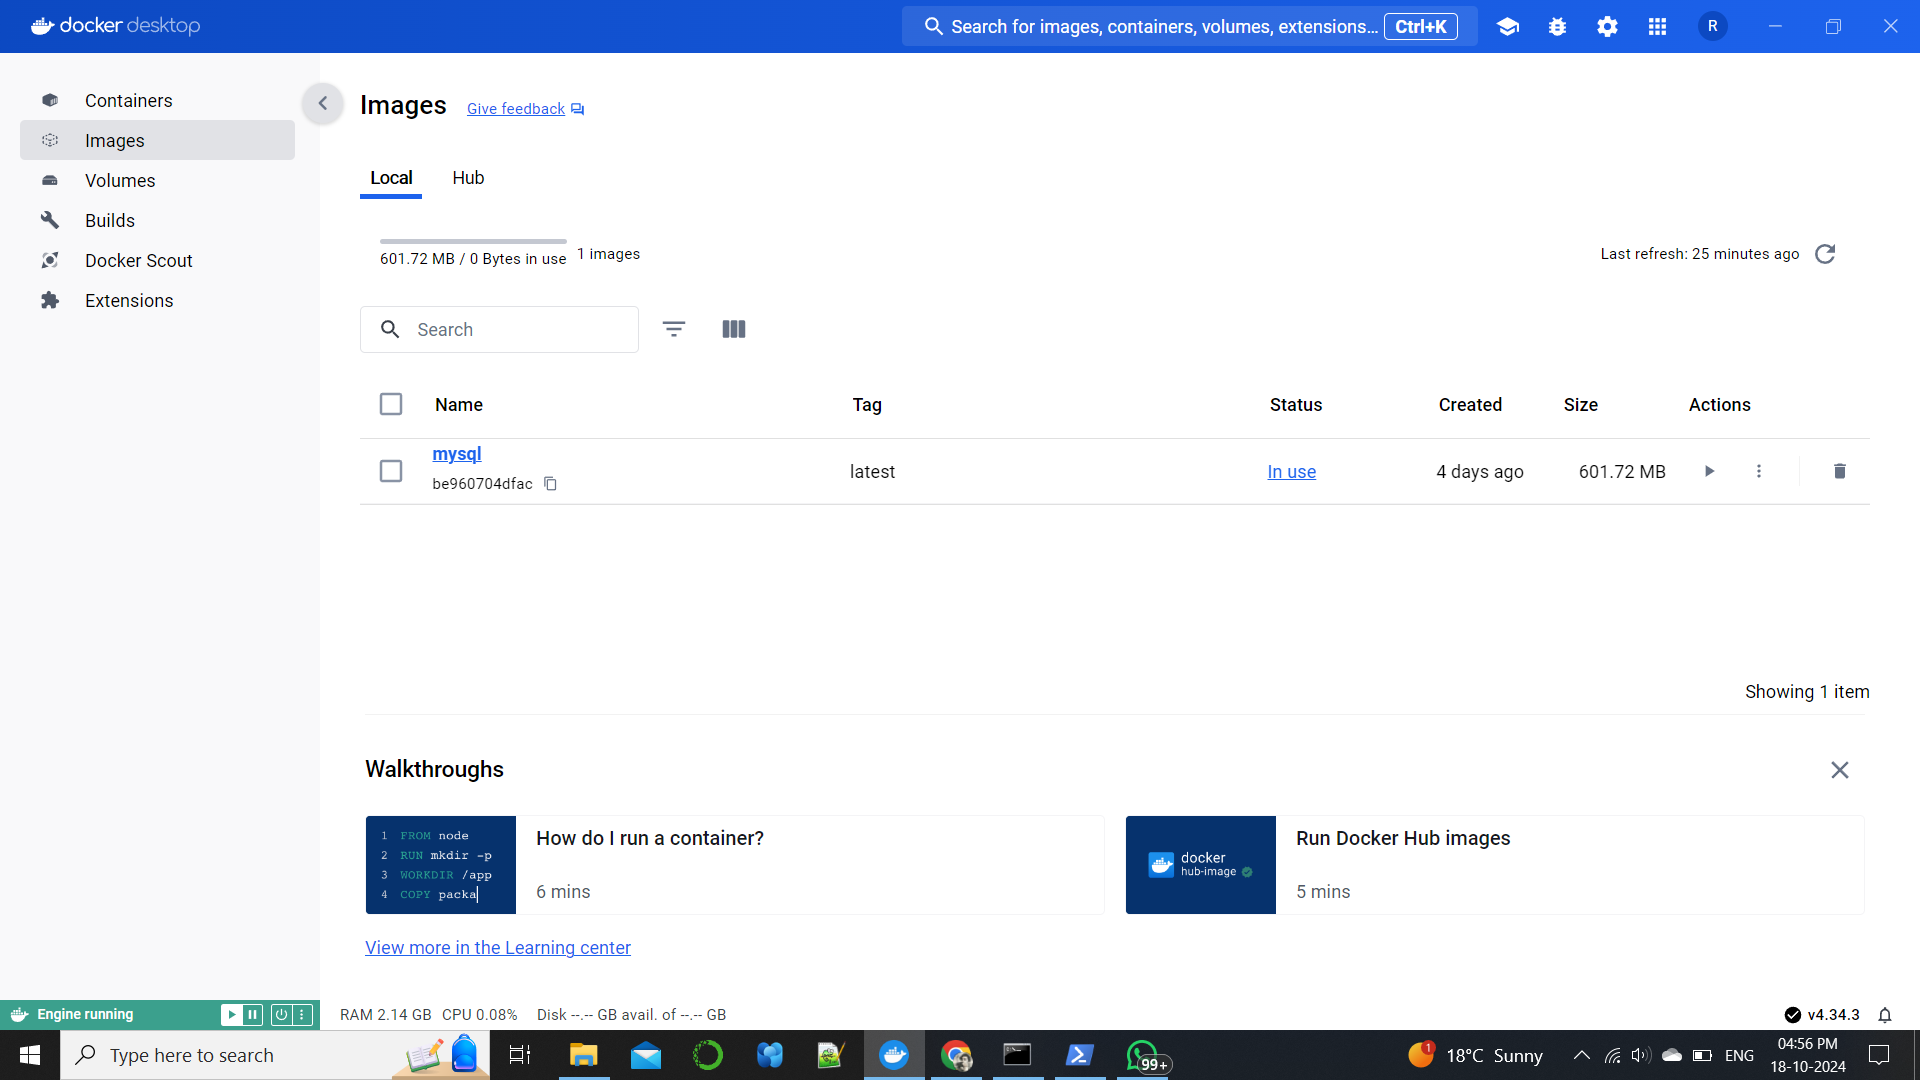 docker desktop
Search for images, containers, volumes, extensions... Ctrl+K
R
Containers
Images
Volumes
Builds
Docker Scout
Extensions
Images Give feedback
Local Hub
601.72 MB / 0 Bytes in use 1 images
Last refresh: 25 minutes ago
Search
Name Tag Status Created Size Actions
mysql
be960704dfac
latest In use 4 days ago 601.72 MB
Showing 1 item
Walkthroughs
1 FROM node
2 RUN mkdir -p
3 WORKDIR /app
4 COPY packa
How do I run a container?
6 mins
docker
hub-image
Run Docker Hub images
5 mins
View more in the Learning center
Engine running
RAM 2.14 GB CPU 0.08% Disk --.-- GB avail. of --.-- GB
v4.34.3
Type here to search
99+
1
18°C Sunny
ENG
04:56 PM
18-10-2024